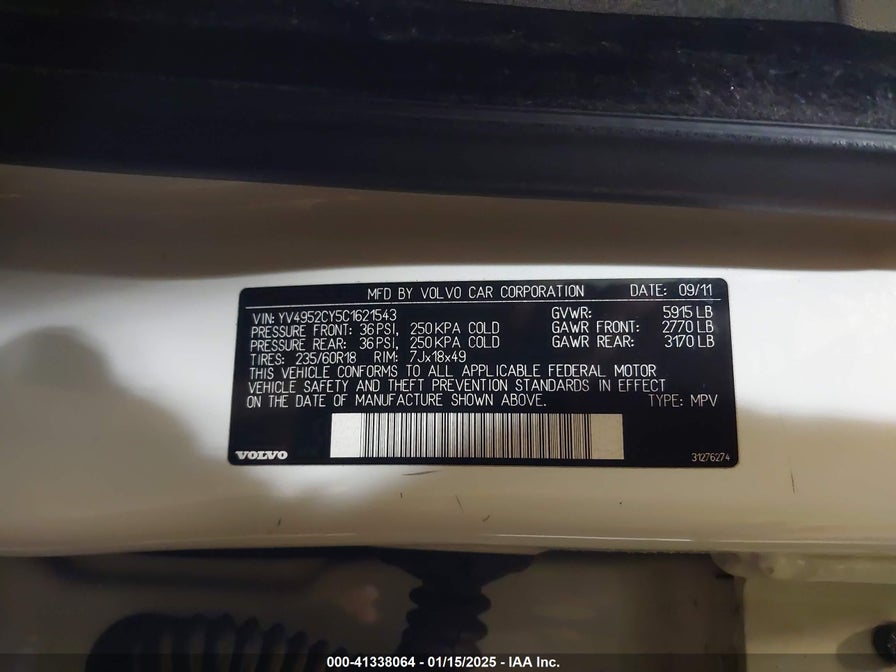 MFD BY VOLVO CAR CORPORATION DATE: 09/11
VIN: YV4952CY5C1621543 GVWR: 5915 LB
PRESSURE FRONT: 36 PSI, 250 KPA COLD GAWR FRONT: 2770 LB
PRESSURE REAR: 36 PSI, 250 KPA COLD GAWR REAR: 3170 LB
TIRES: 235/60R18 RIM: 7Jx18x49
THIS VEHICLE CONFORMS TO ALL APPLICABLE FEDERAL MOTOR
VEHICLE SAFETY AND THEFT PREVENTION STANDARDS IN EFFECT
ON THE DATE OF MANUFACTURE SHOWN ABOVE. TYPE: MPV
VOLVO 31276274
000-41338064 - 01/15/2025 - IAA Inc.